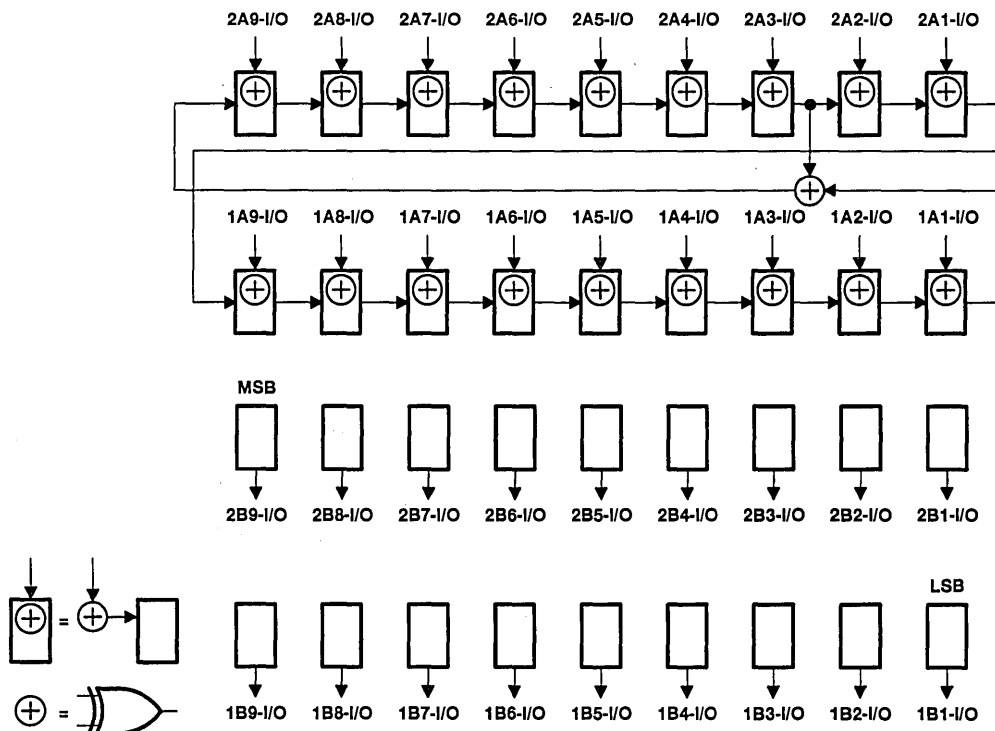 2A9-I/O 2A8-I/O 2A7-I/O 2A6-I/O 2A5-I/O 2A4-I/O 2A3-I/O 2A2-I/O 2A1-I/O
1A9-I/O 1A8-I/O 1A7-I/O 1A6-I/O 1A5-I/O 1A4-I/O 1A3-I/O 1A2-I/O 1A1-I/O
MSB
2B9-I/O 2B8-I/O 2B7-I/O 2B6-I/O 2B5-I/O 2B4-I/O 2B3-I/O 2B2-I/O 2B1-I/O
LSB
=
=
1B9-I/O 1B8-I/O 1B7-I/O 1B6-I/O 1B5-I/O 1B4-I/O 1B3-I/O 1B2-I/O 1B1-I/O